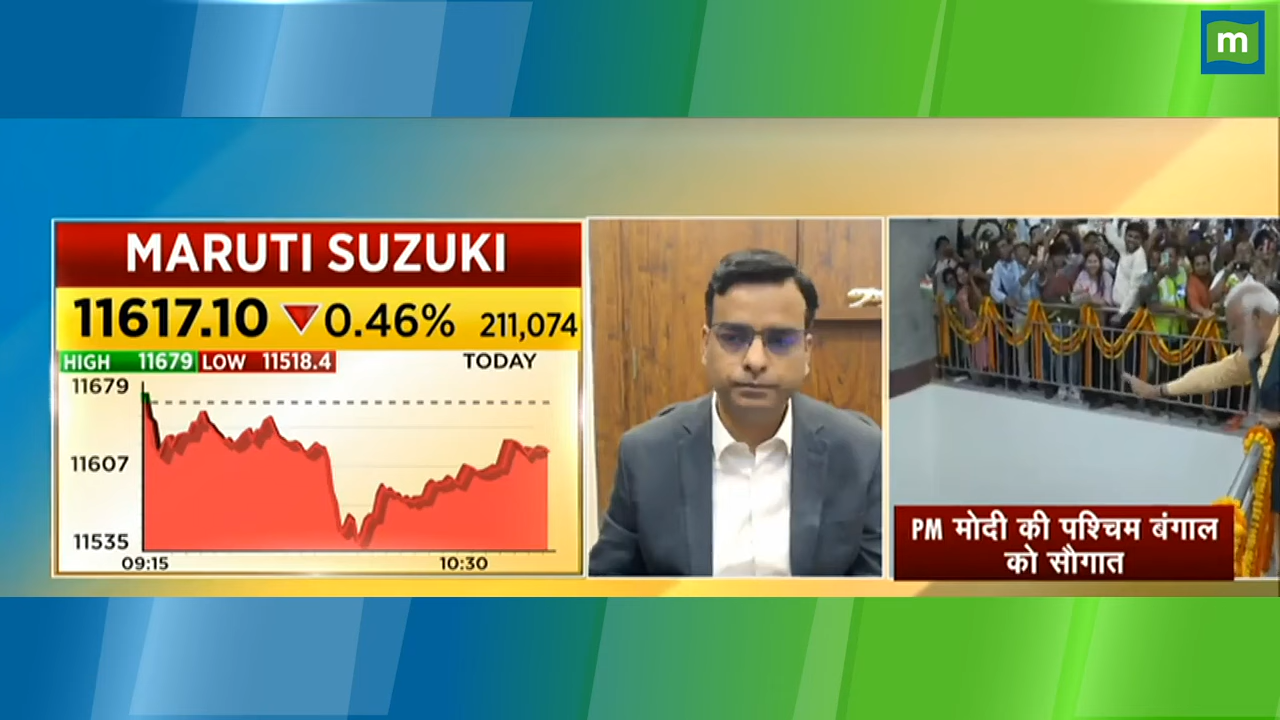 m
MARUTI SUZUKI
11617.10 ▼0.46% 211,074
HIGH 11679 LOW 11518.4 TODAY
11679
11607
11535
09:15 10:30
PM मोदी की पश्चिम बंगाल
को सौगात